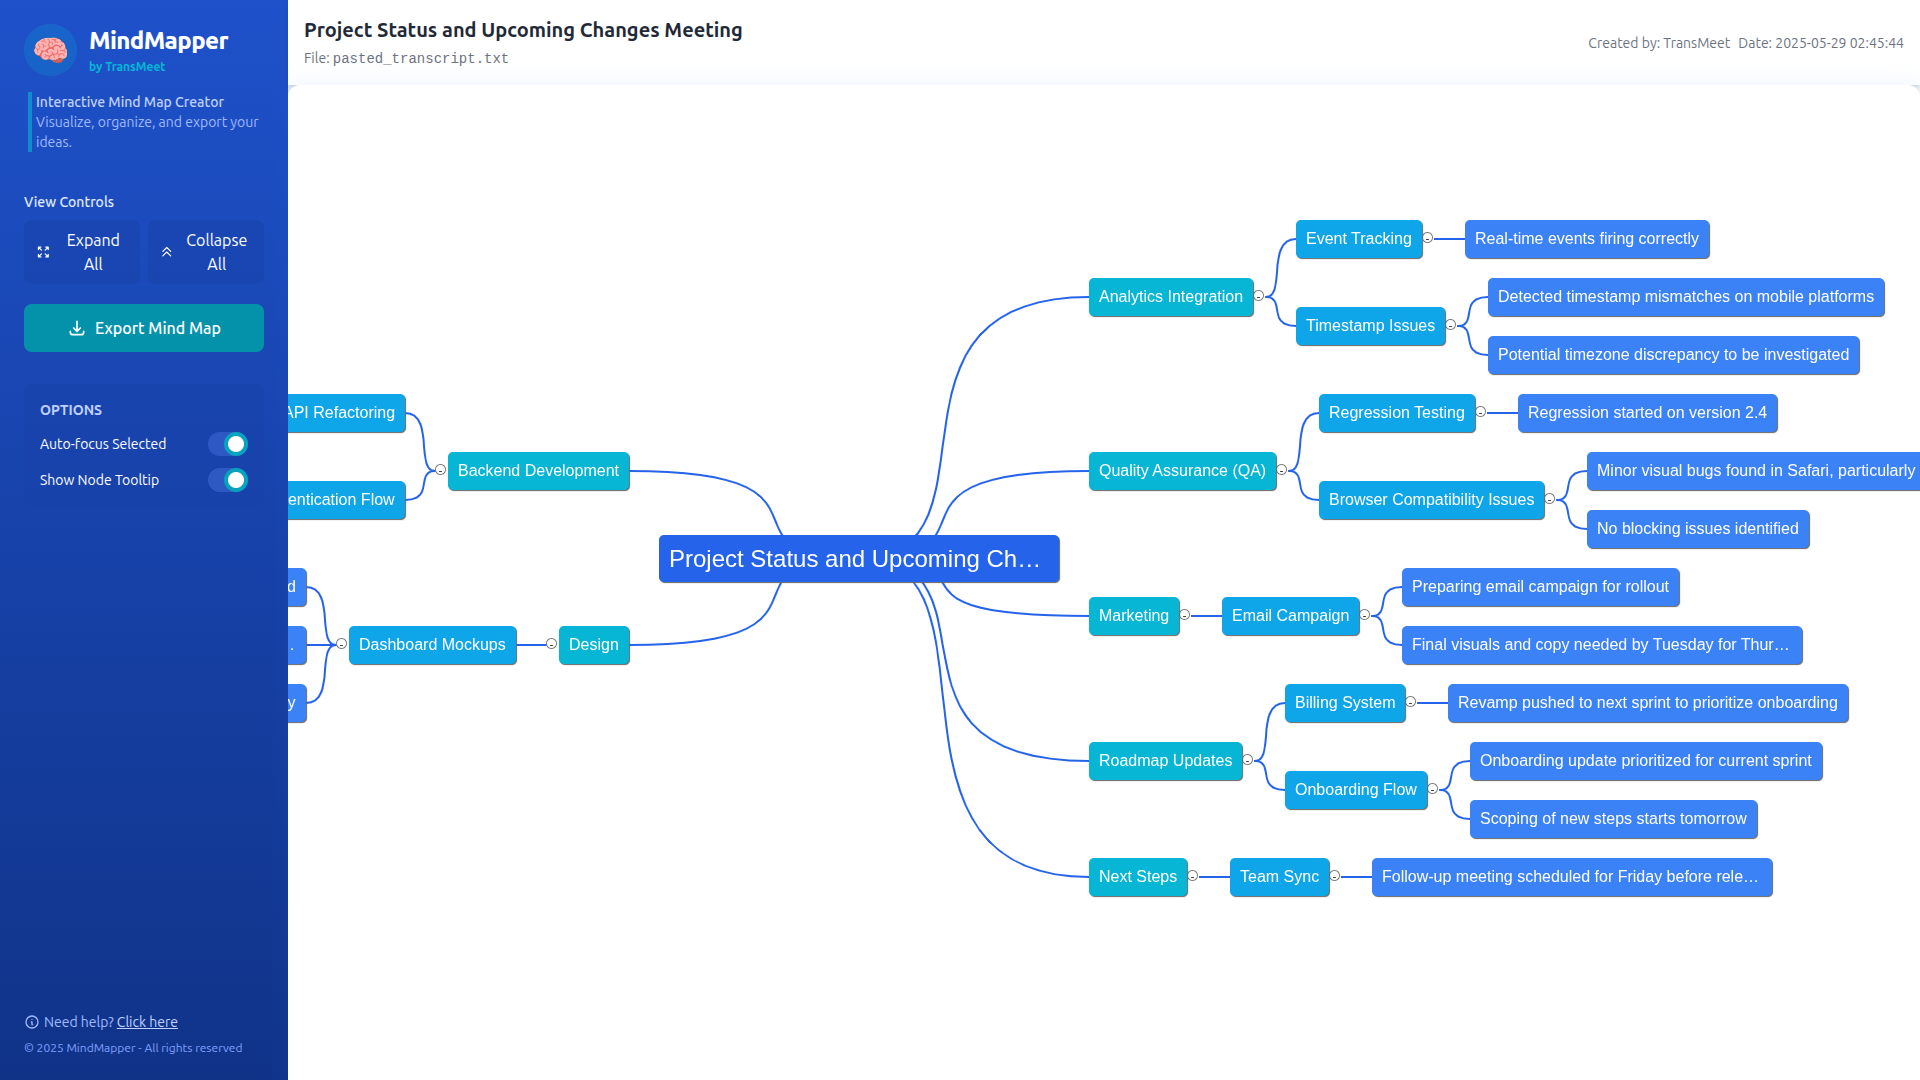 MindMapper
by TransMeet
Interactive Mind Map Creator
Visualize, organize, and export your
ideas.
View Controls
Expand
All
Collapse
All
Export Mind Map
OPTIONS
Auto-focus Selected
Show Node Tooltip
Need help? Click here
© 2025 MindMapper - All rights reserved
Project Status and Upcoming Changes Meeting
File: pasted_transcript.txt
Created by: TransMeet Date: 2025-05-29 02:45:44
API Refactoring
entication Flow
Backend Development
d
.
y
Dashboard Mockups
Design
Project Status and Upcoming Ch…
Analytics Integration
Event Tracking
Real-time events firing correctly
Timestamp Issues
Detected timestamp mismatches on mobile platforms
Potential timezone discrepancy to be investigated
Quality Assurance (QA)
Regression Testing
Regression started on version 2.4
Browser Compatibility Issues
Minor visual bugs found in Safari, particularly
No blocking issues identified
Marketing
Email Campaign
Preparing email campaign for rollout
Final visuals and copy needed by Tuesday for Thur…
Roadmap Updates
Billing System
Revamp pushed to next sprint to prioritize onboarding
Onboarding Flow
Onboarding update prioritized for current sprint
Scoping of new steps starts tomorrow
Next Steps
Team Sync
Follow-up meeting scheduled for Friday before rele…